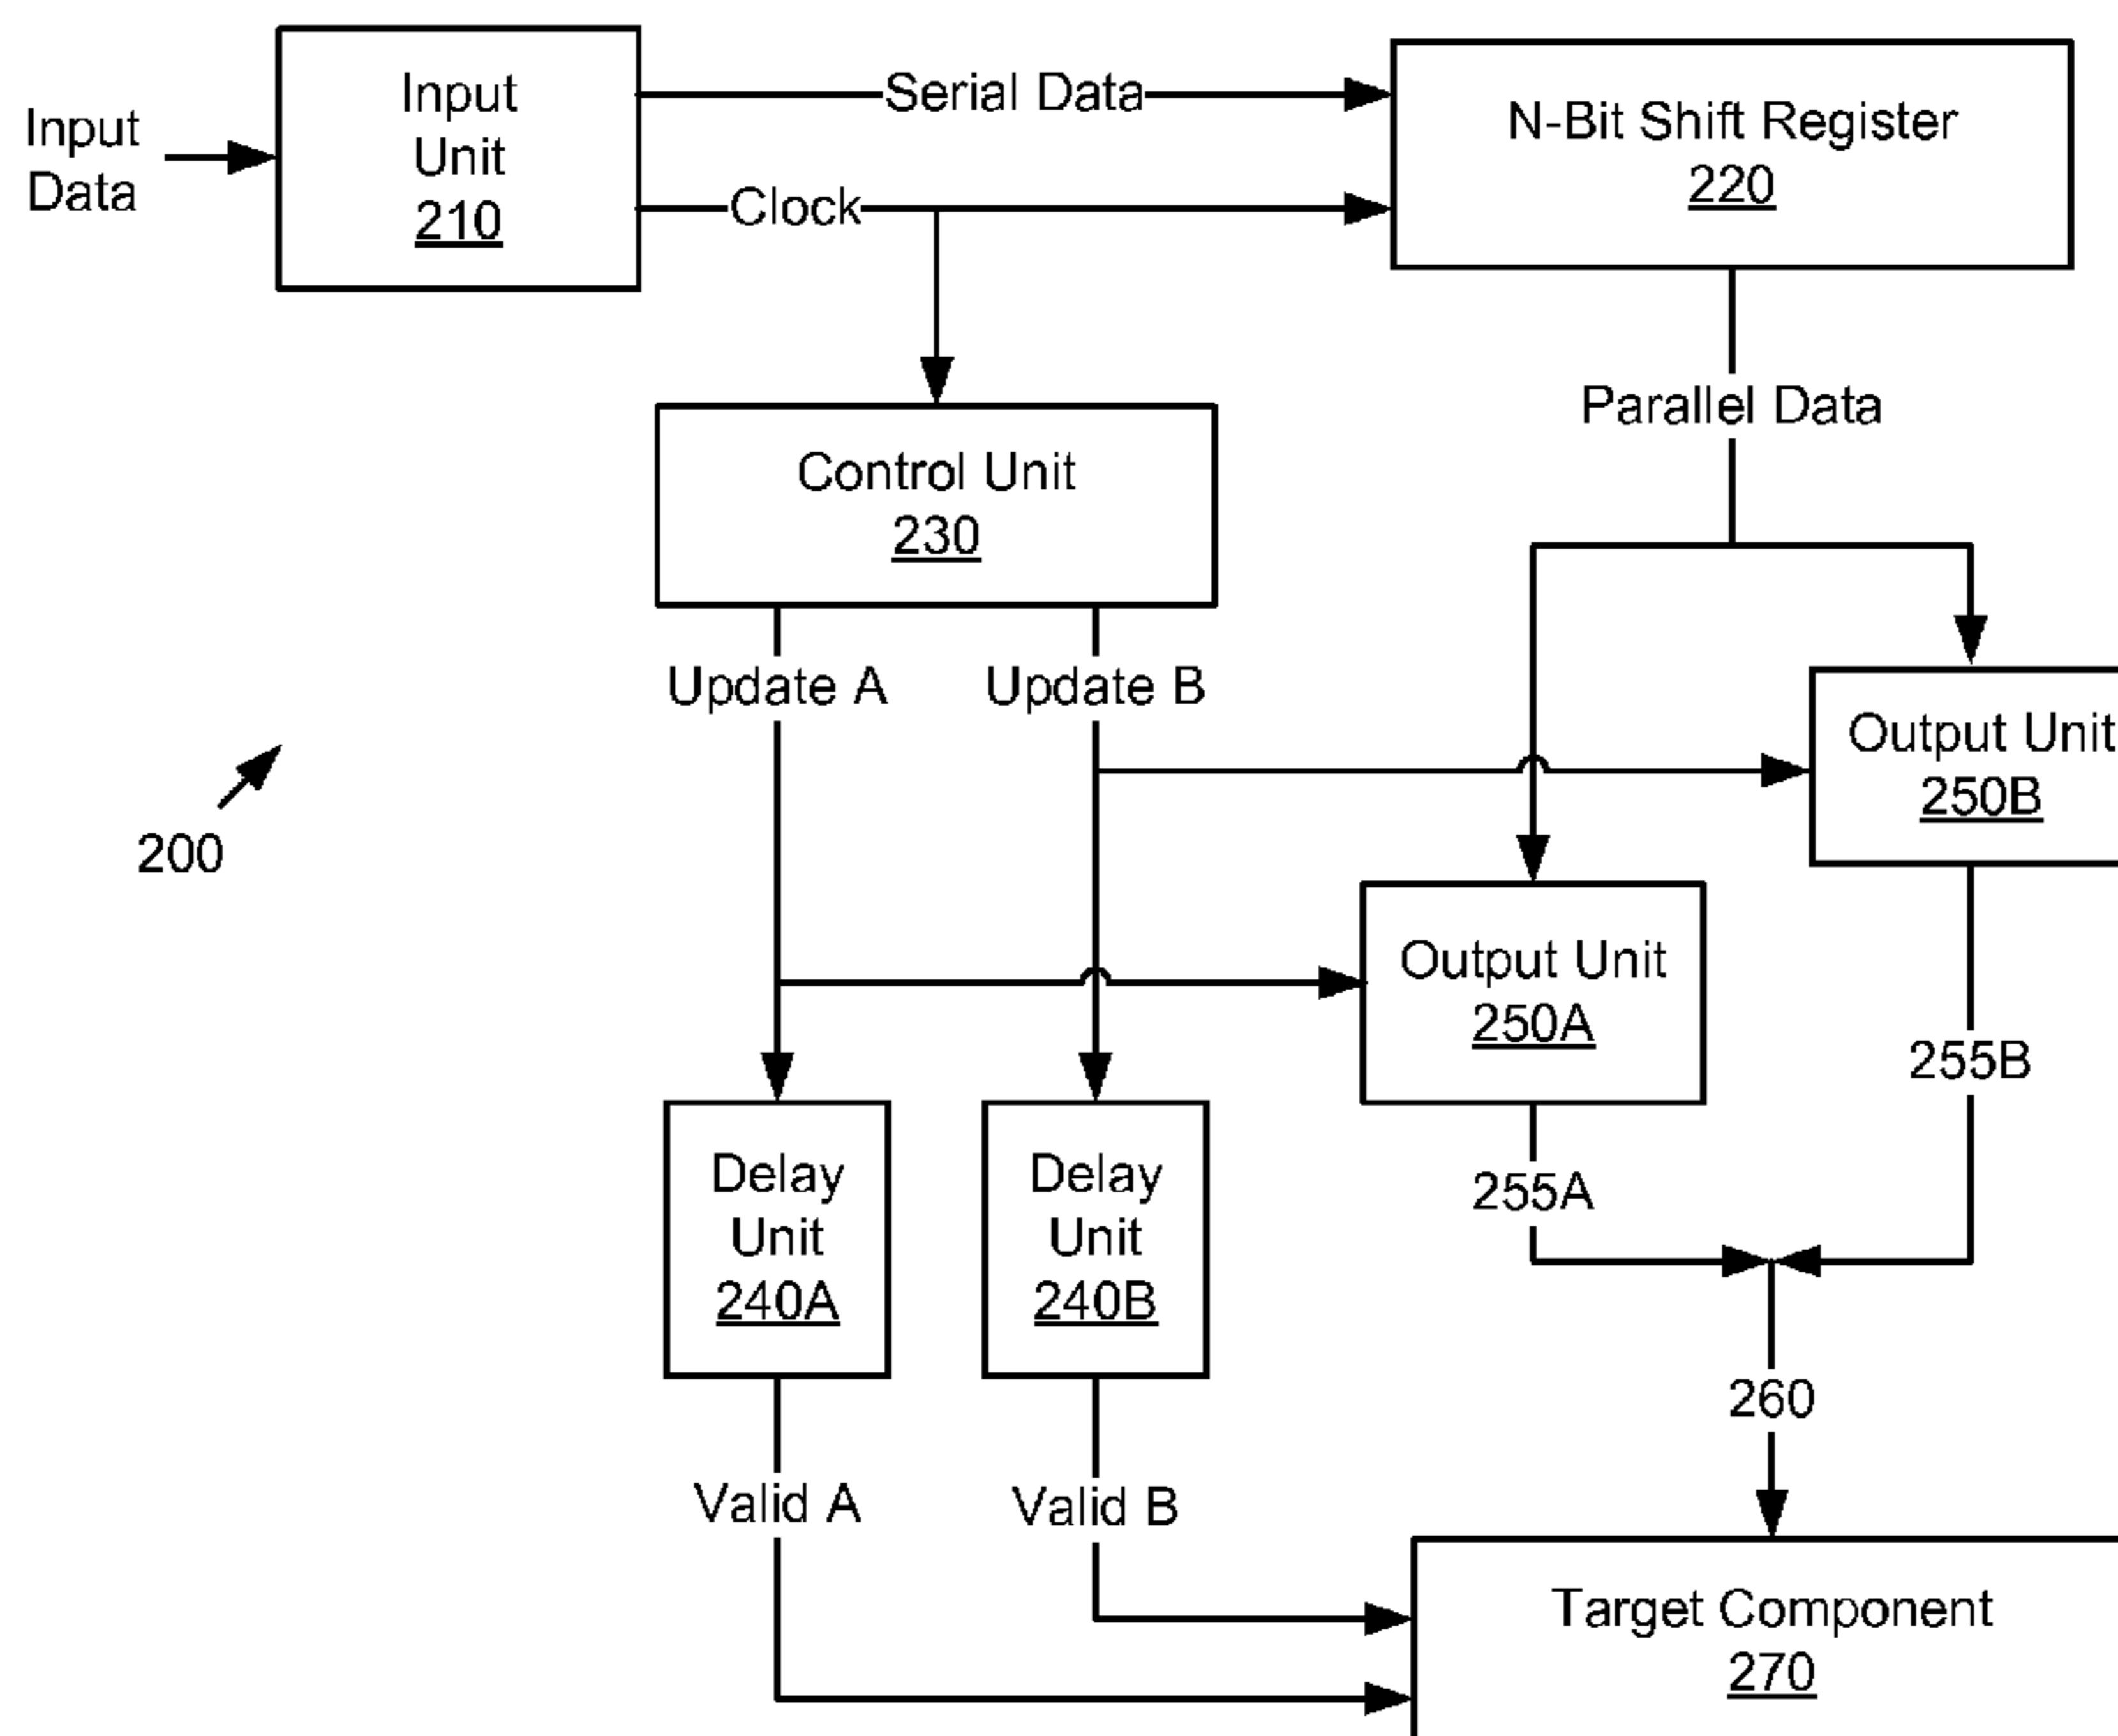 Input
Data
Input
Unit
210
Serial Data
Clock
N-Bit Shift Register
220
Control Unit
230
Parallel Data
Update A
Update B
Output Unit
250B
200
Output Unit
250A
255B
Delay
Unit
240A
Delay
Unit
240B
255A
260
Valid A
Valid B
Target Component
270